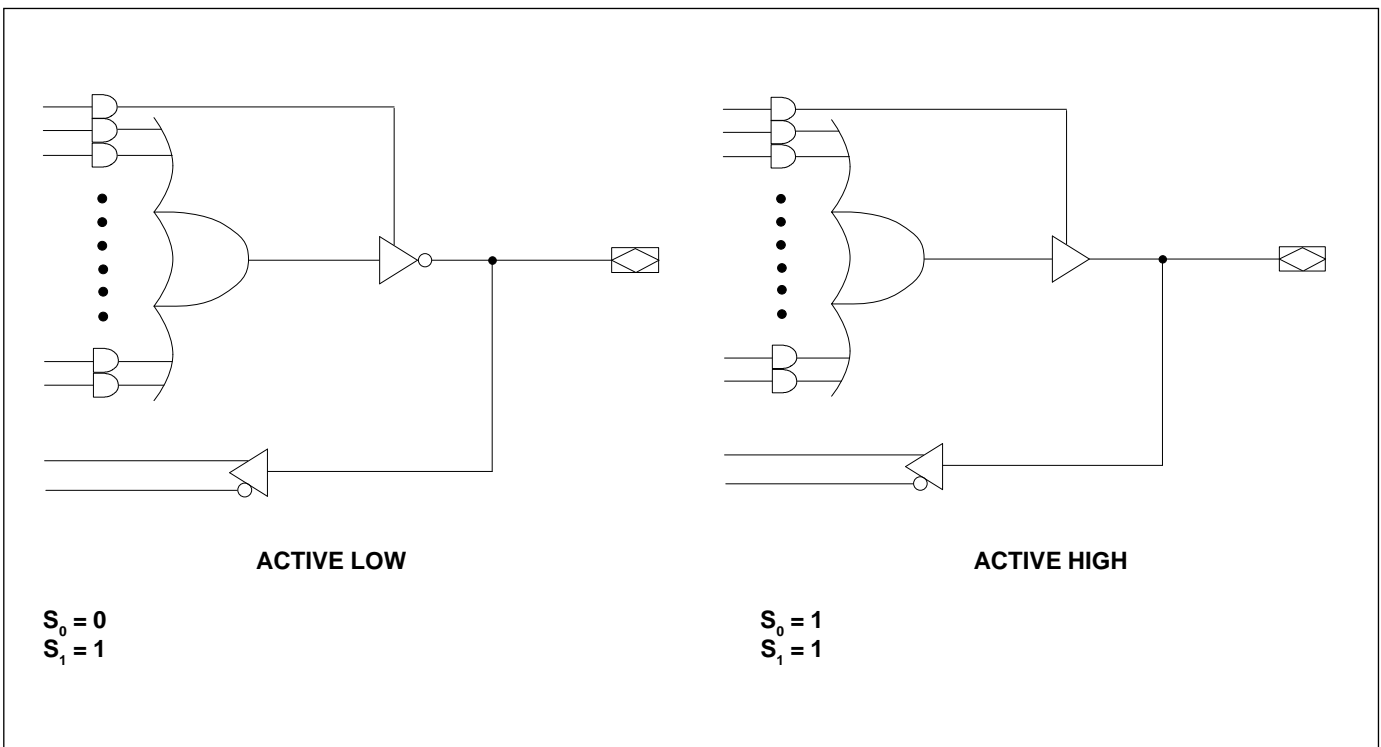 ACTIVE LOW
S₀ = 0
S₁ = 1
ACTIVE HIGH
S₀ = 1
S₁ = 1